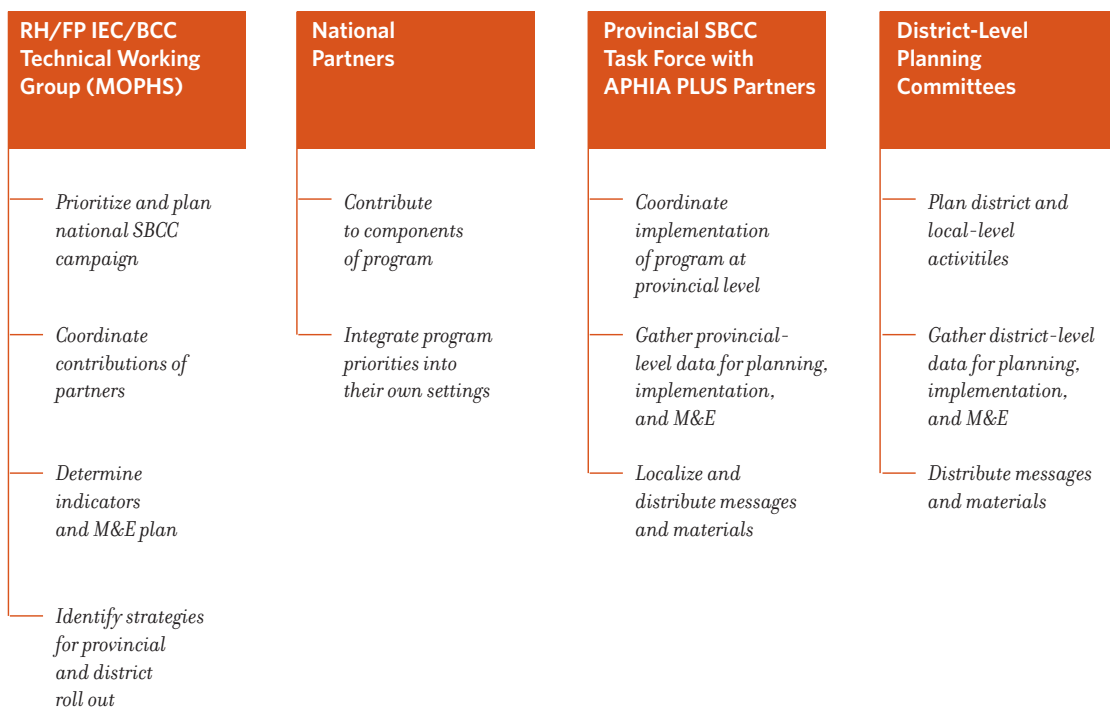 RH/FP IEC/BCC
Technical Working
Group (MOPHS)
Prioritize and plan
national SBCC
campaign
Coordinate
contributions of
partners
Determine
indicators
and M&E plan
Identify strategies
for provincial
and district
roll out
National
Partners
Contribute
to components
of program
Integrate program
priorities into
their own settings
Provincial SBCC
Task Force with
APHIA PLUS Partners
Coordinate
implementation
of program at
provincial level
Gather provincial-
level data for planning,
implementation,
and M&E
Localize and
distribute messages
and materials
District-Level
Planning
Committees
Plan district and
local-level
activitiles
Gather district-level
data for planning,
implementation,
and M&E
Distribute messages
and materials